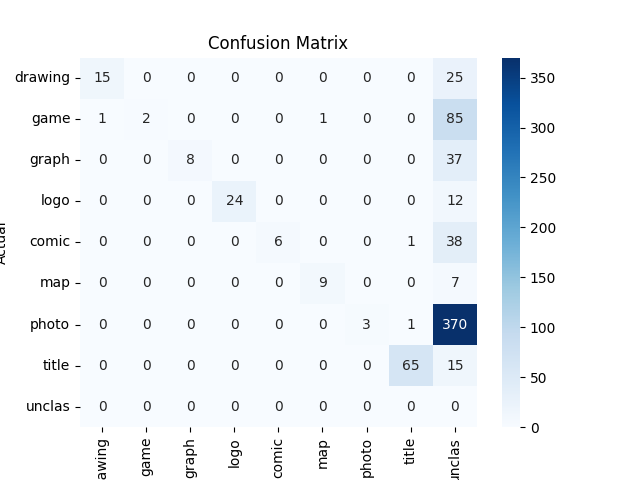 Confusion Matrix
drawing 15 0 0 0 0 0 0 0 25
game 1 2 0 0 0 1 0 0 85
graph 0 0 8 0 0 0 0 0 37
logo 0 0 0 24 0 0 0 0 12
comic 0 0 0 0 6 0 0 1 38
map 0 0 0 0 0 9 0 0 7
photo 0 0 0 0 0 0 3 1 370
title 0 0 0 0 0 0 0 65 15
unclas 0 0 0 0 0 0 0 0 0
awing game graph logo comic map photo title unclas
Actual
350
300
250
200
150
100
50
0